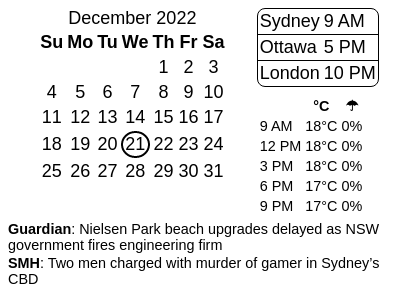 December 2022
Su Mo Tu We Th Fr Sa
1 2 3
4 5 6 7 8 9 10
11 12 13 14 15 16 17
18 19 20 21 22 23 24
25 26 27 28 29 30 31
Sydney 9 AM
Ottawa 5 PM
London 10 PM
°C ☂
9 AM 18°C 0%
12 PM 18°C 0%
3 PM 18°C 0%
6 PM 17°C 0%
9 PM 17°C 0%
Guardian: Nielsen Park beach upgrades delayed as NSW
government fires engineering firm
SMH: Two men charged with murder of gamer in Sydney’s
CBD